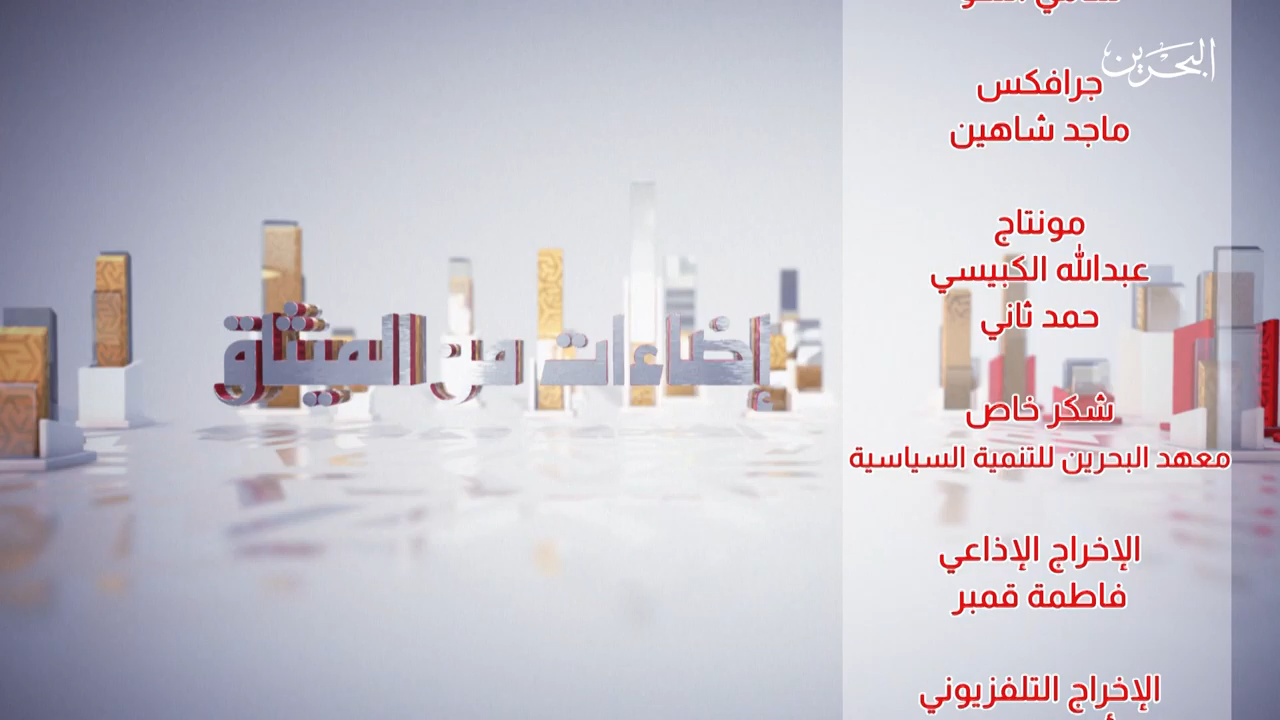 البحرين
جرافكس
ماجد شاهين
مونتاج
عبدالله الكبيسي
حمد ثاني
شكر خاص
معهد البحرين للتنمية السياسية
الإخراج الإذاعي
فاطمة قمبر
الإخراج التلفزيوني
إضاءات من الميثاق